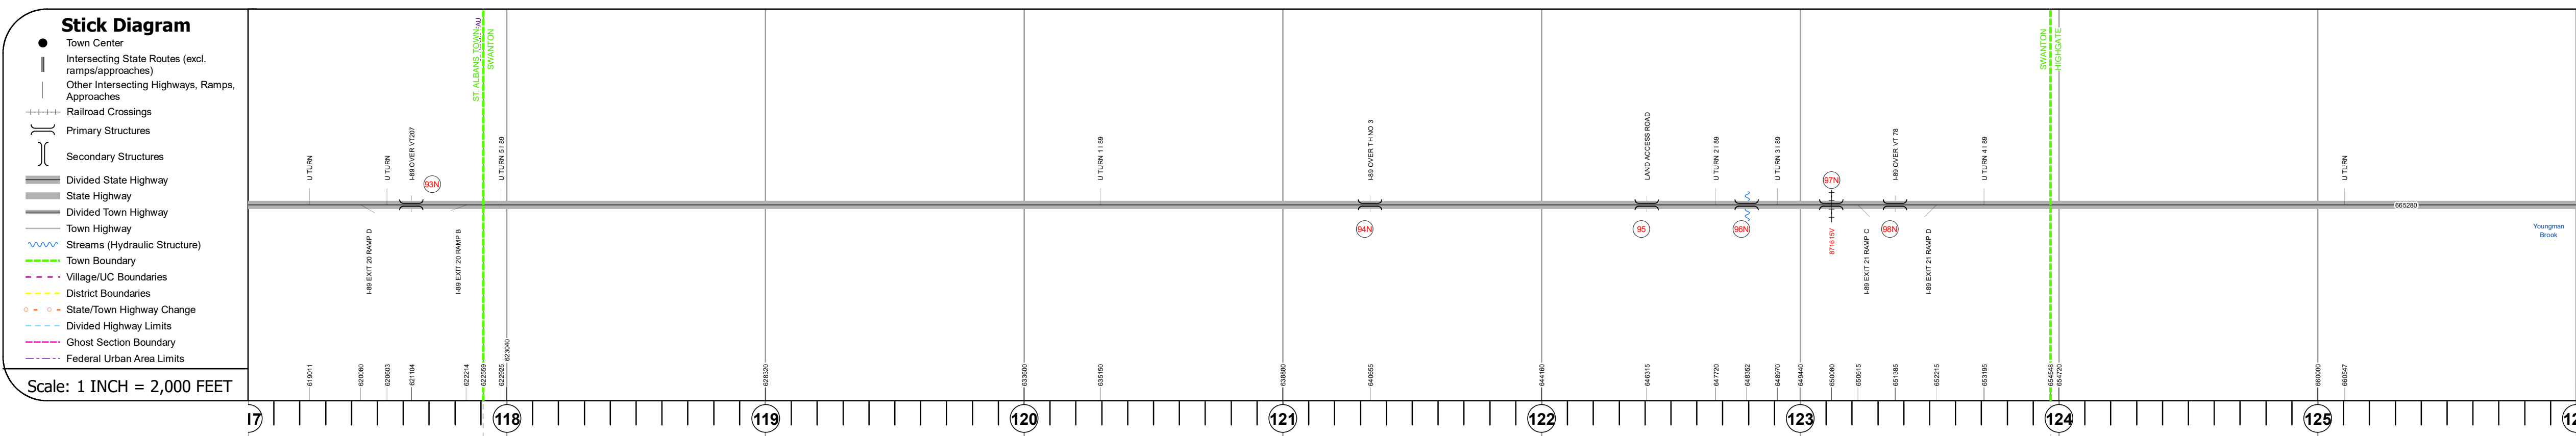 Stick Diagram
Town Center
Intersecting State Routes (excl.
ramps/approaches)
Other Intersecting Highways, Ramps,
Approaches
Railroad Crossings
Primary Structures
Secondary Structures
Divided State Highway
State Highway
Divided Town Highway
Town Highway
Streams (Hydraulic Structure)
Town Boundary
Village/UC Boundaries
District Boundaries
State/Town Highway Change
Divided Highway Limits
Ghost Section Boundary
Federal Urban Area Limits
Scale: 1 INCH = 2,000 FEET
ST. ALBANS TOWN
SWANTON
SWANTON
HIGHGATE
U TURN
U TURN
I-89 OVER VT207
U TURN 5 I 89
U TURN 1 I 89
I-89 OVER TH NO 3
LAND ACCESS ROAD
U TURN 2 I 89
U TURN 3 I 89
I-89 OVER VT 78
U TURN 4 I 89
U TURN
93N
97N
665280
94N
95
96N
98N
Youngman
Brook
I-89 EXIT 20 RAMP D
I-89 EXIT 20 RAMP B
871615V
I-89 EXIT 21 RAMP C
I-89 EXIT 21 RAMP D
619011
620060
620603
621104
622214
622559
622925
623040
628320
633600
635150
638880
640655
644160
646315
647720
648352
648970
649440
650080
650615
651385
652215
653195
654548
654720
660000
660547
17
118
119
120
121
122
123
124
125